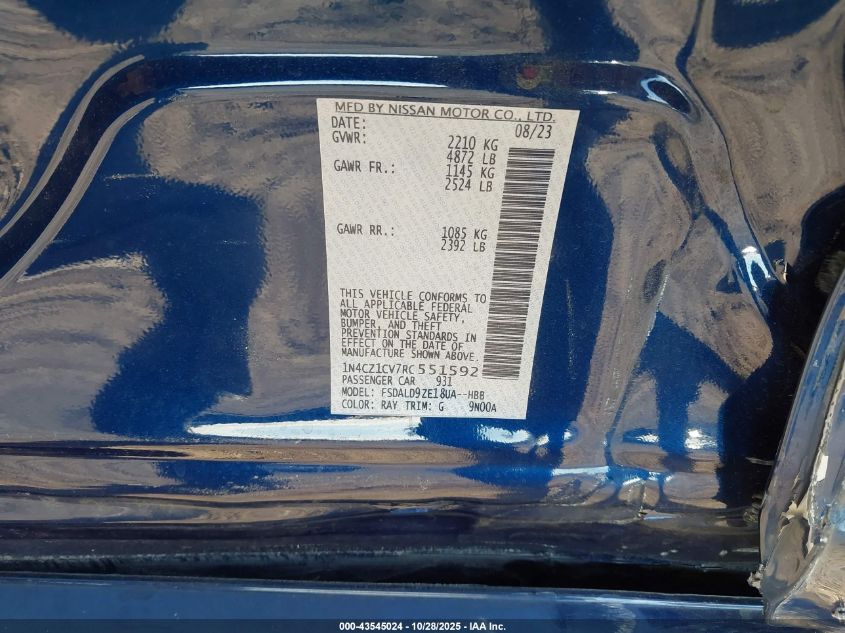 MFD BY NISSAN MOTOR CO., LTD.
DATE: 08/23
GVWR: 2210 KG
4872 LB
GAWR FR.: 1145 KG
2524 LB
GAWR RR.: 1085 KG
2392 LB
THIS VEHICLE CONFORMS TO
ALL APPLICABLE FEDERAL
MOTOR VEHICLE SAFETY,
BUMPER, AND THEFT
PREVENTION STANDARDS IN
EFFECT ON THE DATE OF
MANUFACTURE SHOWN ABOVE.
1N4CZ1CV7RC551592
PASSENGER CAR 931
MODEL: FSDALD9ZE18UA--HBB
COLOR: RAY TRIM: G 9N00A
000-43545024 - 10/28/2025 - IAA Inc.